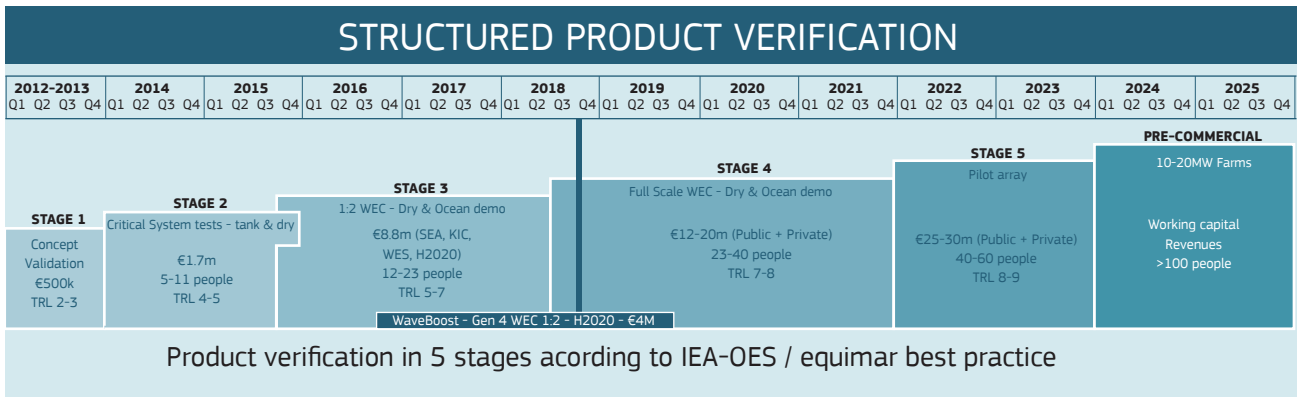 STRUCTURED PRODUCT VERIFICATION
2012-2013 2014 2015 2016 2017 2018 2019 2020 2021 2022 2023 2024 2025
Q1 Q2 Q3 Q4 Q1 Q2 Q3 Q4 Q1 Q2 Q3 Q4 Q1 Q2 Q3 Q4 Q1 Q2 Q3 Q4 Q1 Q2 Q3 Q4 Q1 Q2 Q3 Q4 Q1 Q2 Q3 Q4 Q1 Q2 Q3 Q4 Q1 Q2 Q3 Q4 Q1 Q2 Q3 Q4 Q1 Q2 Q3 Q4 Q1 Q2 Q3 Q4
STAGE 1
Concept
Validation
€500k
TRL 2-3
STAGE 2
Critical System tests - tank & dry
€1.7m
5-11 people
TRL 4-5
STAGE 3
1:2 WEC - Dry & Ocean demo
€8.8m (SEA, KIC,
WES, H2020)
12-23 people
TRL 5-7
STAGE 4
Full Scale WEC - Dry & Ocean demo
€12-20m (Public + Private)
23-40 people
TRL 7-8
STAGE 5
Pilot array
€25-30m (Public + Private)
40-60 people
TRL 8-9
PRE-COMMERCIAL
10-20MW Farms
Working capital
Revenues
>100 people
WaveBoost - Gen 4 WEC 1:2 - H2020 - €4M
Product verification in 5 stages acording to IEA-OES / equimar best practice